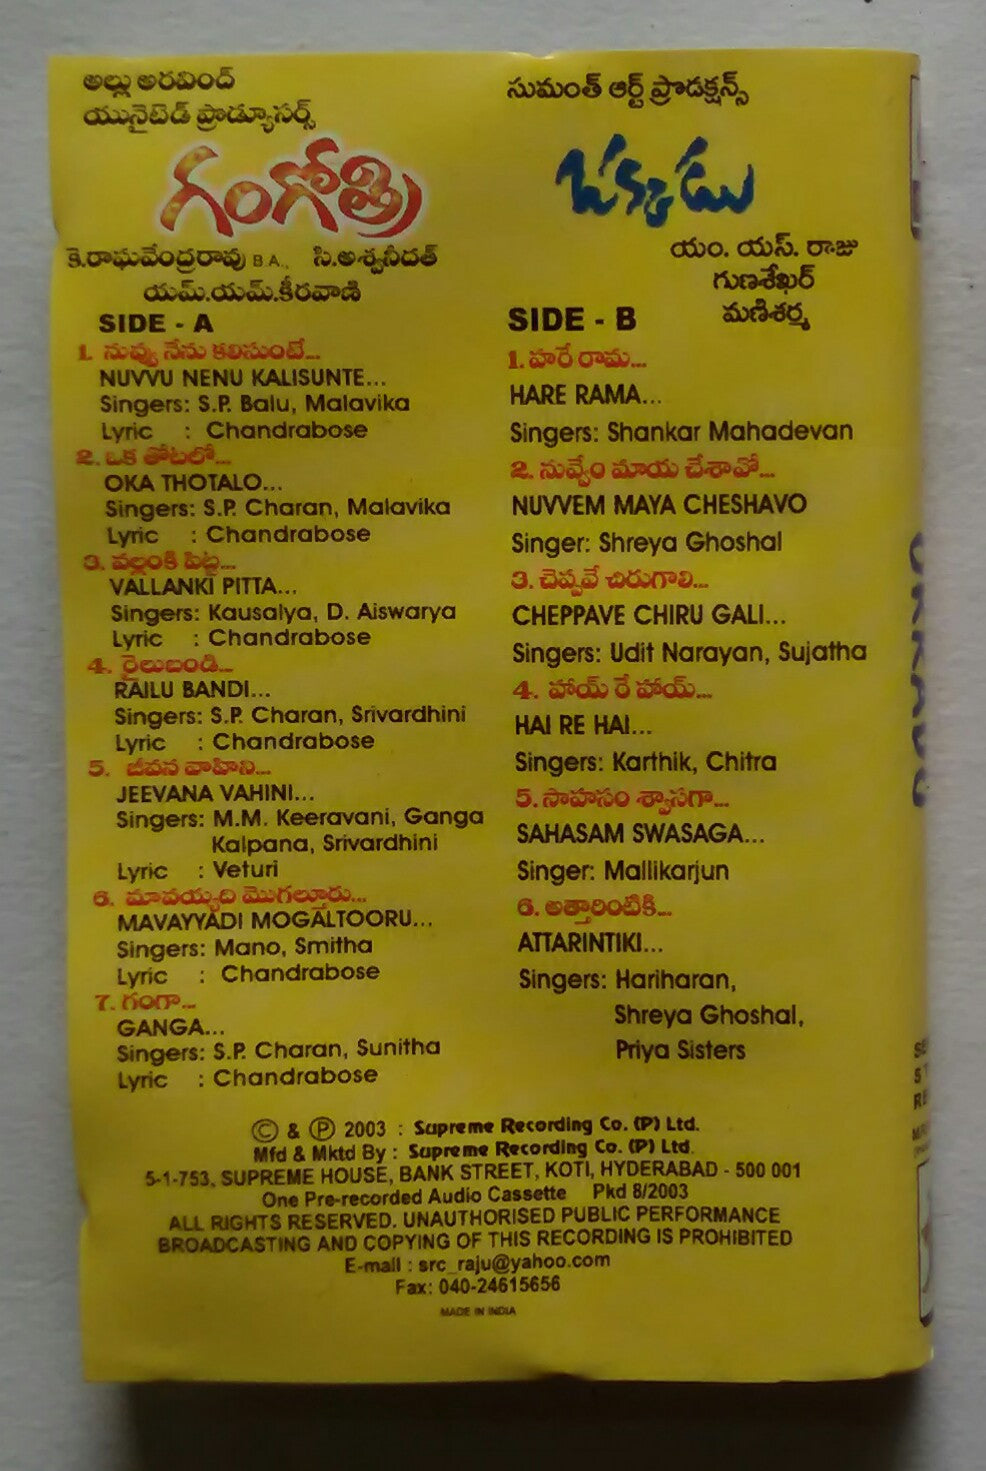 అల్లు అరవింద్
యునైటెడ్ ప్రొడ్యూసర్స్
గంగోత్రి
కె.రాఘవేంద్రరావు B.A., సి.అశ్వనీదత్
యమ్.యమ్.కీరవాణి
SIDE - A
1. నువ్వు నేను కలిసుంటే...
NUVVU NENU KALISUNTE...
Singers: S.P. Balu, Malavika
Lyric : Chandrabose
2. ఒక తోటలో...
OKA THOTALO...
Singers: S.P. Charan, Malavika
Lyric : Chandrabose
3. వల్లంకి పిట్ట...
VALLANKI PITTA...
Singers: Kausalya, D. Aiswarya
Lyric : Chandrabose
4. రైలుబండి...
RAILU BANDI...
Singers: S.P. Charan, Srivardhini
Lyric : Chandrabose
5. జీవన వాహిని...
JEEVANA VAHINI...
Singers: M.M. Keeravani, Ganga
Kalpana, Srivardhini
Lyric : Veturi
6. మావయ్యది మొగల్తూరు...
MAVAYYADI MOGALTOORU...
Singers: Mano, Smitha
Lyric : Chandrabose
7. గంగా...
GANGA...
Singers: S.P. Charan, Sunitha
Lyric : Chandrabose
సుమంత్ ఆర్ట్ ప్రొడక్షన్స్
ఒక్కడు
యం. యస్. రాజు
గుణశేఖర్
మణిశర్మ
SIDE - B
1. హరే రామ...
HARE RAMA...
Singers: Shankar Mahadevan
2. నువ్వేం మాయ చేశావో...
NUVVEM MAYA CHESHAVO
Singer: Shreya Ghoshal
3. చెప్పవే చిరుగాలి...
CHEPPAVE CHIRU GALI...
Singers: Udit Narayan, Sujatha
4. హాయ్ రే హాయ్...
HAI RE HAI...
Singers: Karthik, Chitra
5. సాహసం శ్వాసగా...
SAHASAM SWASAGA...
Singer: Mallikarjun
6. అత్తారింటికి...
ATTARINTIKI...
Singers: Hariharan,
Shreya Ghoshal,
Priya Sisters
© & ℗ 2003 : Supreme Recording Co. (P) Ltd.
Mfd & Mktd By : Supreme Recording Co. (P) Ltd.
5-1-753, SUPREME HOUSE, BANK STREET, KOTI, HYDERABAD - 500 001
One Pre-recorded Audio Cassette Pkd 8/2003
ALL RIGHTS RESERVED. UNAUTHORISED PUBLIC PERFORMANCE
BROADCASTING AND COPYING OF THIS RECORDING IS PROHIBITED
E-mail : src_raju@yahoo.com
Fax: 040-24615656
MADE IN INDIA
OKKADU